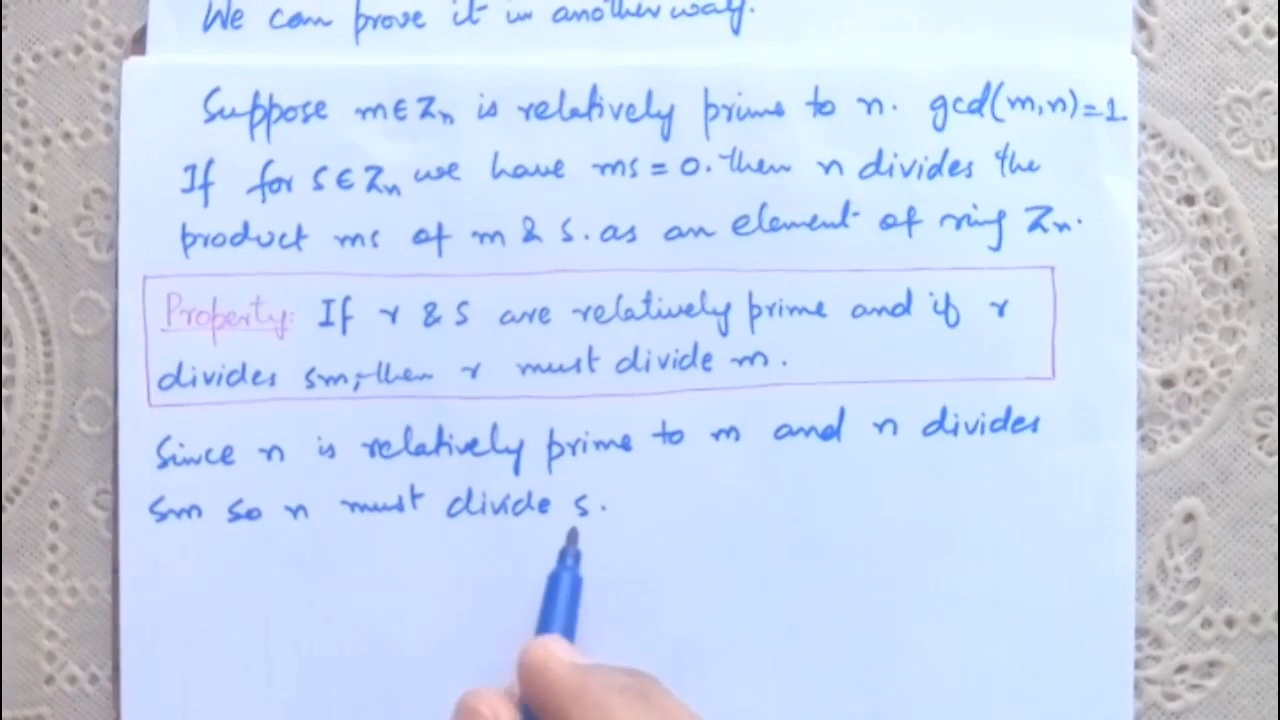 We can prove it in another way.
Suppose m∈Zn is relatively prime to n. gcd(m,n)=1.
If for s∈Zn we have ms = 0. then n divides the
product ms of m & s. as an element of ring Zn.
Property: If r & s are relatively prime and if r
divides sm, then r must divide m.
Since n is relatively prime to m and n divides
sm so n must divide s.